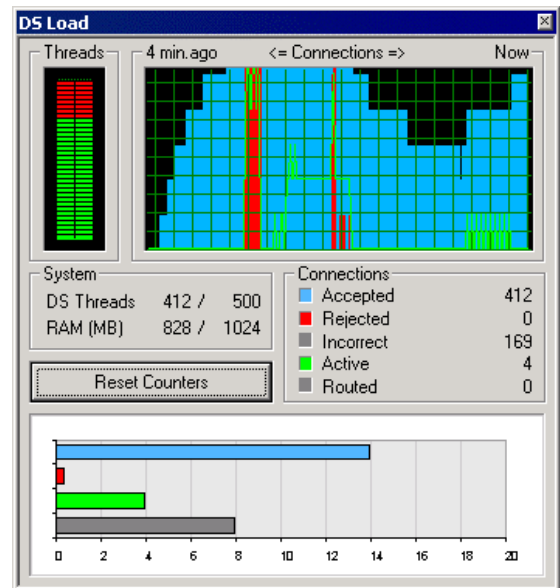 DS Load
Threads
4 min.ago <= Connections => Now
System
DS Threads 412 / 500
RAM (MB) 828 / 1024
Reset Counters
Connections
Accepted 412
Rejected 0
Incorrect 169
Active 4
Routed 0
0 2 4 6 8 10 12 14 16 18 20